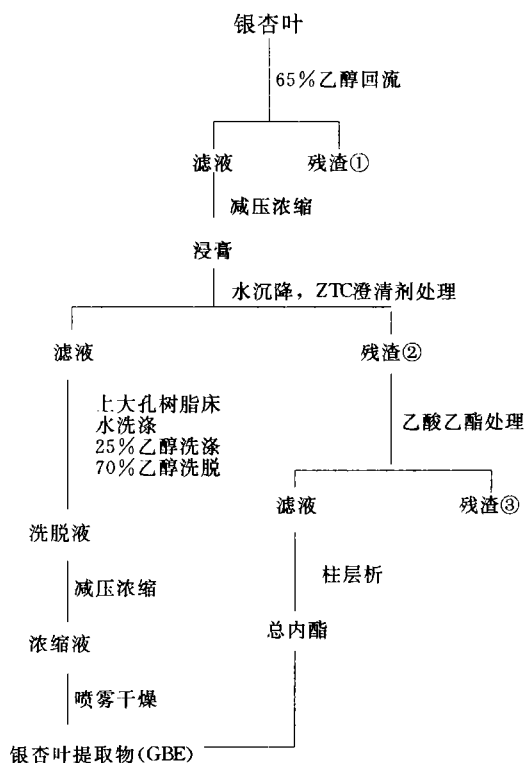 银杏叶
65%乙醇回流
滤液 残渣①
减压浓缩
浸膏
水沉降，ZTC澄清剂处理
滤液 残渣②
上大孔树脂床
水洗涤
25%乙醇洗涤
70%乙醇洗脱
乙酸乙酯处理
滤液 残渣③
洗脱液
柱层析
减压浓缩
总内酯
浓缩液
喷雾干燥
银杏叶提取物(GBE)